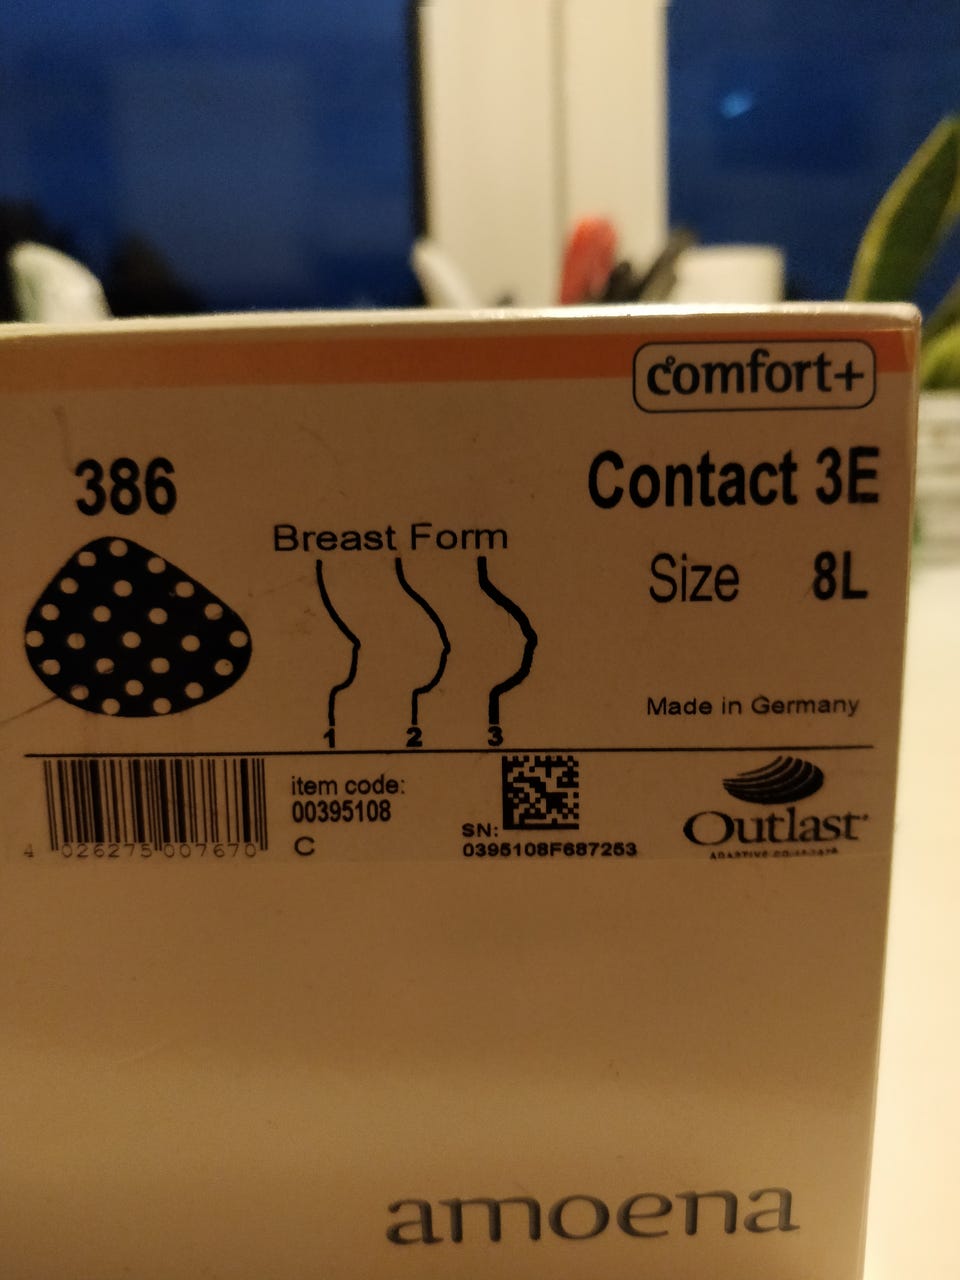 comfort+
386
Contact 3E
Breast Form
Size 8L
Made in Germany
1 2 3
item code:
00395108
C
4 026275 007670
SN:
0395108F687253
Outlast
amoena